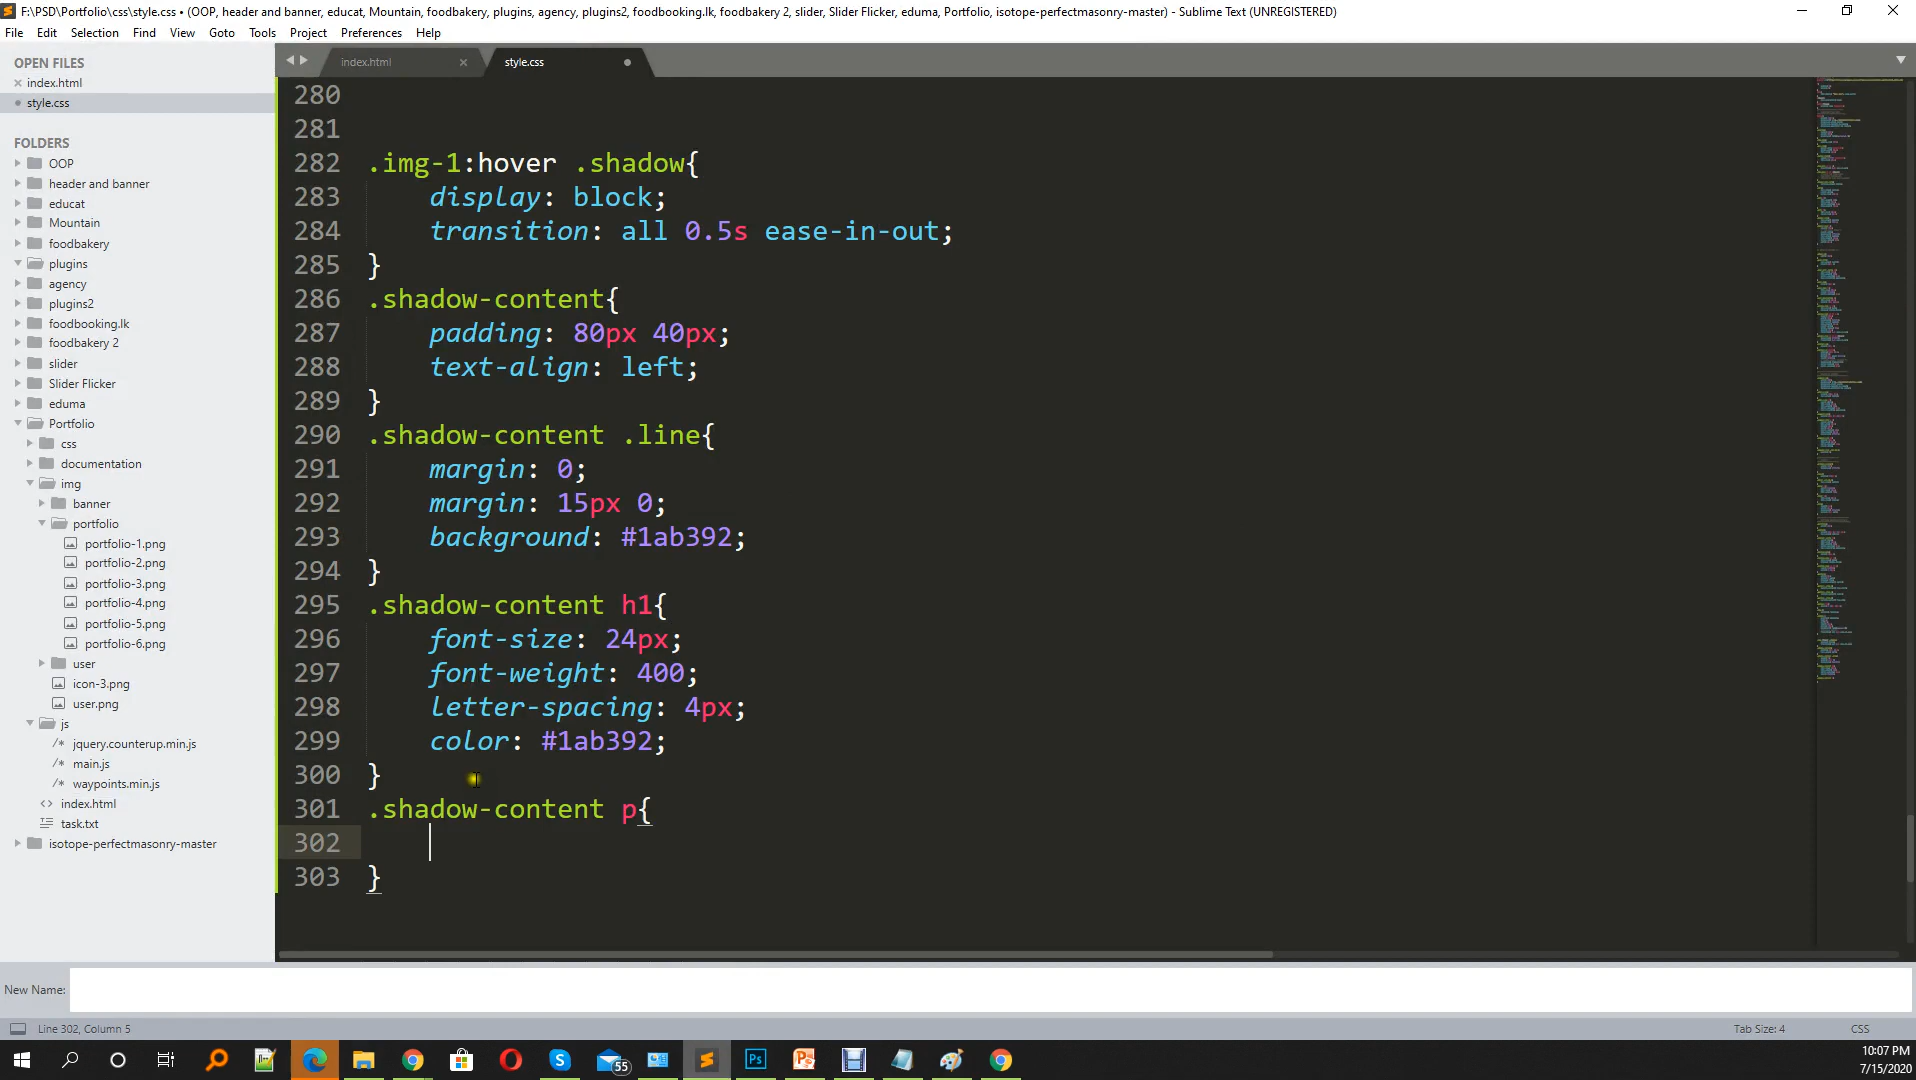 F:\PSD\Portfolio\css\style.css • (OOP, header and banner, educat, Mountain, foodbakery, plugins, agency, plugins2, foodbooking.lk, foodbakery 2, slider, Slider Flicker, eduma, Portfolio, isotope-perfectmasonry-master) - Sublime Text (UNREGISTERED)
File Edit Selection Find View Goto Tools Project Preferences Help
OPEN FILES
index.html
style.css
FOLDERS
OOP
header and banner
educat
Mountain
foodbakery
plugins
agency
plugins2
foodbooking.lk
foodbakery 2
slider
Slider Flicker
eduma
Portfolio
css
documentation
img
banner
portfolio
portfolio-1.png
portfolio-2.png
portfolio-3.png
portfolio-4.png
portfolio-5.png
portfolio-6.png
user
icon-3.png
user.png
js
/* jquery.counterup.min.js
/* main.js
/* waypoints.min.js
<> index.html
task.txt
isotope-perfectmasonry-master
index.html style.css
280
281
282 .img-1:hover .shadow{
283 display: block;
284 transition: all 0.5s ease-in-out;
285 }
286 .shadow-content{
287 padding: 80px 40px;
288 text-align: left;
289 }
290 .shadow-content .line{
291 margin: 0;
292 margin: 15px 0;
293 background: #1ab392;
294 }
295 .shadow-content h1{
296 font-size: 24px;
297 font-weight: 400;
298 letter-spacing: 4px;
299 color: #1ab392;
300 }
301 .shadow-content p{
302
303 }
New Name:
Line 302, Column 5 Tab Size: 4 CSS
55
10:07 PM
7/15/2020